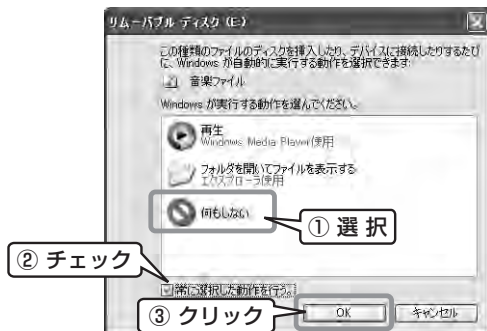 リムーバブル ディスク (E:)
この種類のファイルのディスクを挿入したり、デバイスに接続したりするたび
に、Windows が自動的に実行する動作を選択できます:
音楽ファイル
Windows が実行する動作を選んでください。
再生
Windows Media Player使用
フォルダを開いてファイルを表示する
エクスプローラ使用
何もしない
① 選 択
② チェック
常に選択した動作を行う。
③ クリック
OK
キャンセル